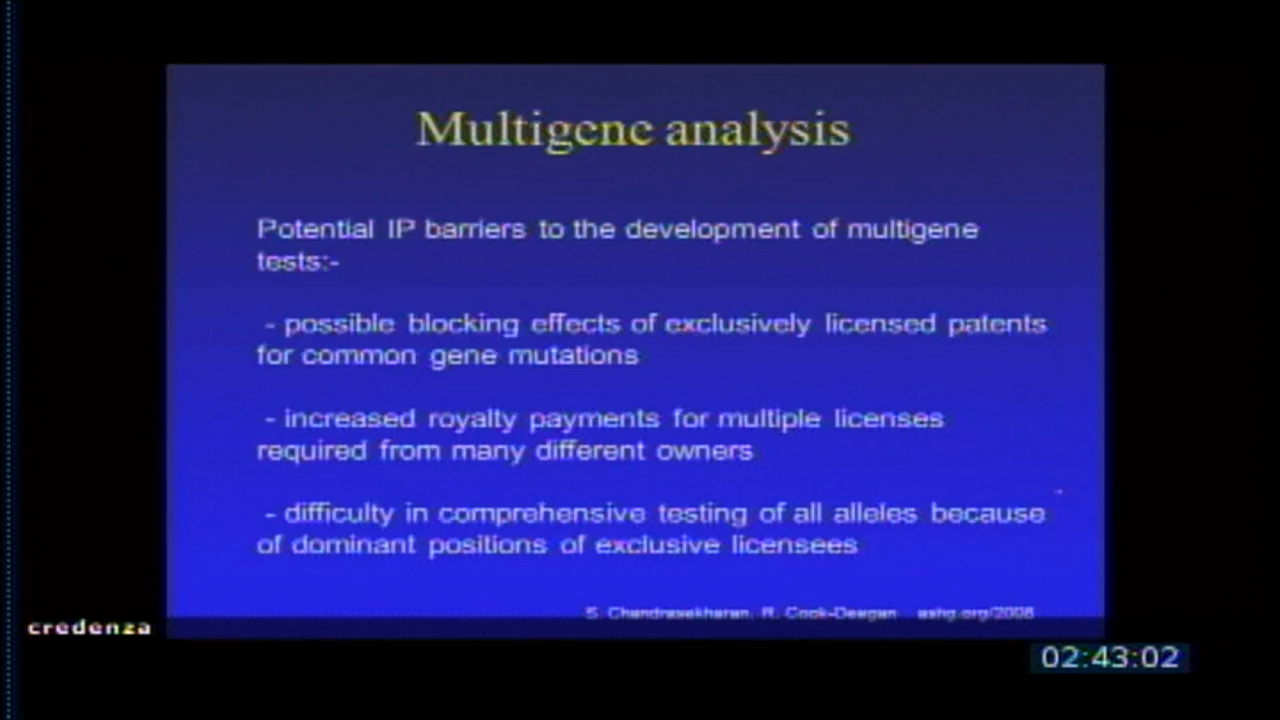 Multigene analysis
Potential IP barriers to the development of multigene
tests:-
- possible blocking effects of exclusively licensed patents
for common gene mutations
- increased royalty payments for multiple licenses
required from many different owners
- difficulty in comprehensive testing of all alleles because
of dominant positions of exclusive licensees
S. Chandrasekharan, R. Cook-Deegan ashg.org/2008
credenza
02:43:02